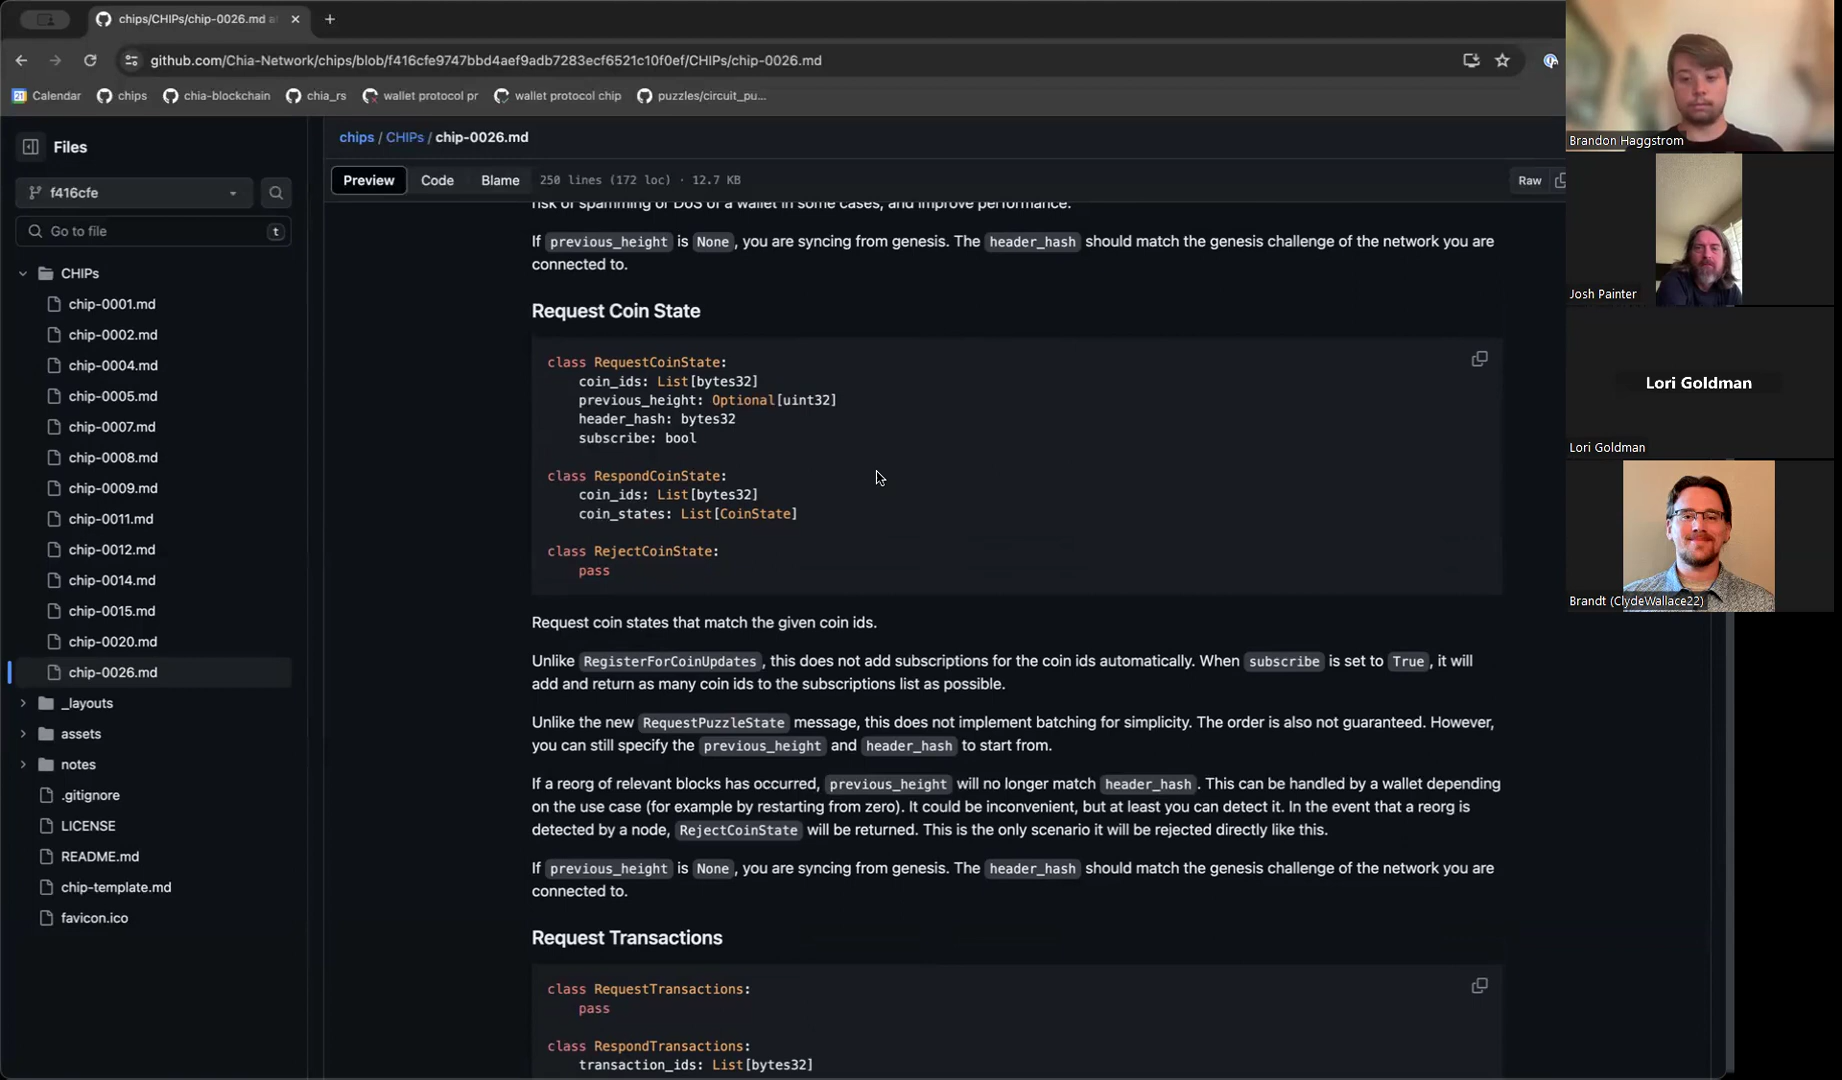 chips/CHIPs/chip-0026.md a
github.com/Chia-Network/chips/blob/f416cfe9747bbd4aef9adb7283ecf6521c10f0ef/CHIPs/chip-0026.md
Calendar chips chia-blockchain chia_rs wallet protocol pr wallet protocol chip puzzles/circuit_pu...
Files
f416cfe
Go to file t
CHIPs
chip-0001.md
chip-0002.md
chip-0004.md
chip-0005.md
chip-0007.md
chip-0008.md
chip-0009.md
chip-0011.md
chip-0012.md
chip-0014.md
chip-0015.md
chip-0020.md
chip-0026.md
_layouts
assets
notes
.gitignore
LICENSE
README.md
chip-template.md
favicon.ico
chips / CHIPs / chip-0026.md
Preview Code Blame 250 lines (172 loc) · 12.7 KB Raw
risk of spamming or DoS of a wallet in some cases, and improve performance.
If previous_height is None, you are syncing from genesis. The header_hash should match the genesis challenge of the network you are
connected to.
Request Coin State
class RequestCoinState:
coin_ids: List[bytes32]
previous_height: Optional[uint32]
header_hash: bytes32
subscribe: bool
class RespondCoinState:
coin_ids: List[bytes32]
coin_states: List[CoinState]
class RejectCoinState:
pass
Request coin states that match the given coin ids.
Unlike RegisterForCoinUpdates, this does not add subscriptions for the coin ids automatically. When subscribe is set to True, it will
add and return as many coin ids to the subscriptions list as possible.
Unlike the new RequestPuzzleState message, this does not implement batching for simplicity. The order is also not guaranteed. However,
you can still specify the previous_height and header_hash to start from.
If a reorg of relevant blocks has occurred, previous_height will no longer match header_hash. This can be handled by a wallet depending
on the use case (for example by restarting from zero). It could be inconvenient, but at least you can detect it. In the event that a reorg is
detected by a node, RejectCoinState will be returned. This is the only scenario it will be rejected directly like this.
If previous_height is None, you are syncing from genesis. The header_hash should match the genesis challenge of the network you are
connected to.
Request Transactions
class RequestTransactions:
pass
class RespondTransactions:
transaction_ids: List[bytes32]
Brandon Haggstrom
Josh Painter
Lori Goldman
Lori Goldman
Brandt (ClydeWallace22)